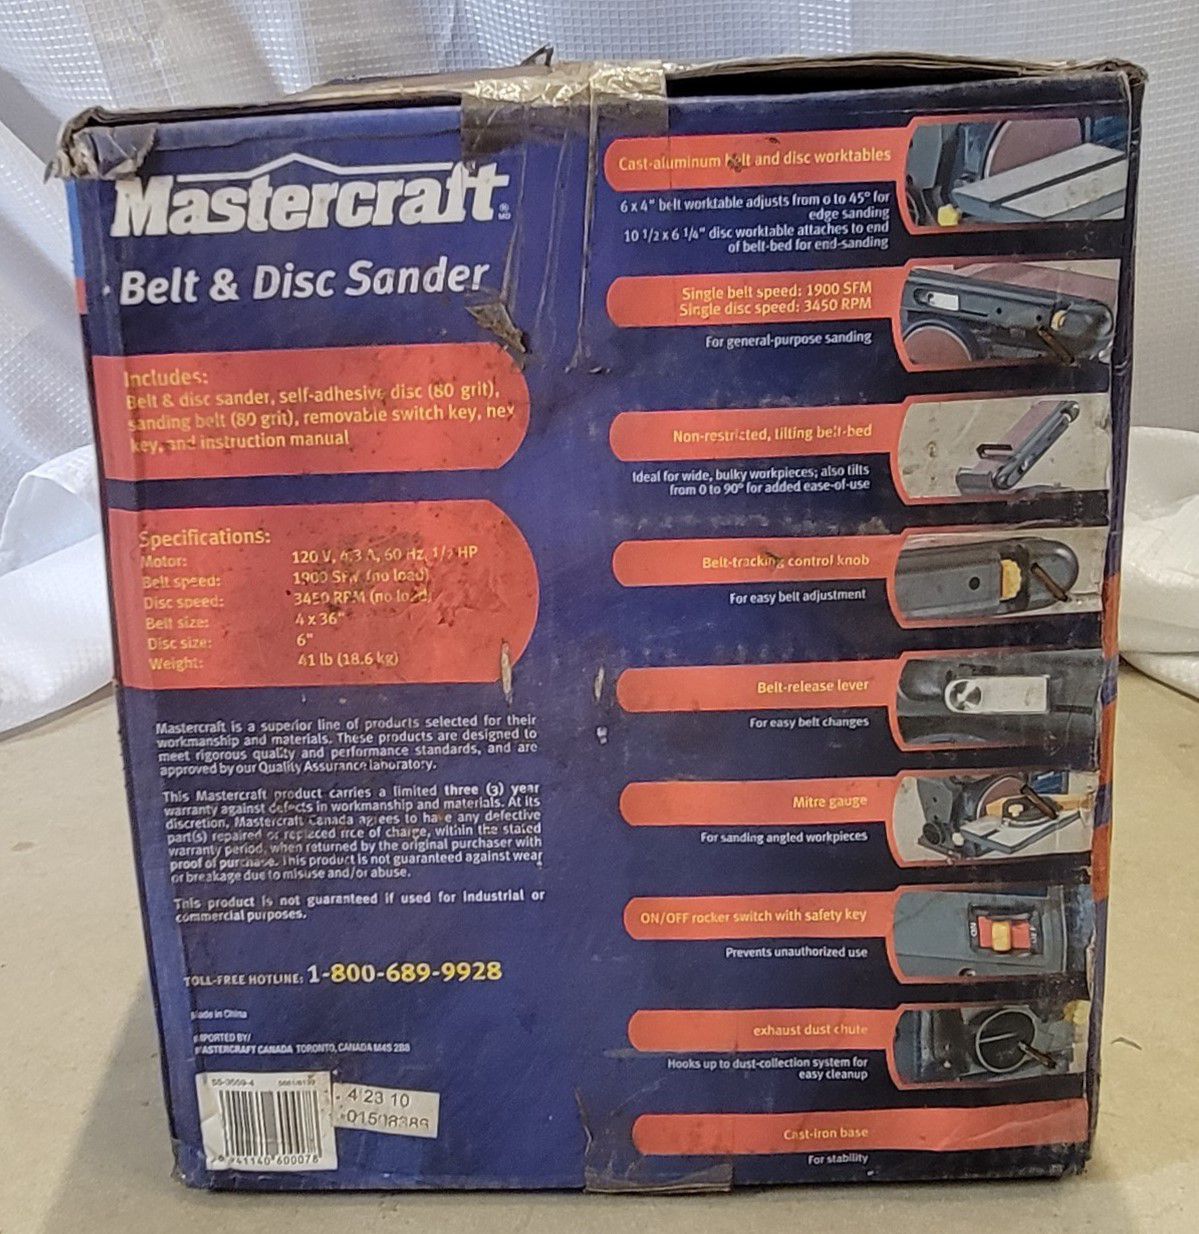 Mastercraft
® MD
Belt & Disc Sander
Includes:
Belt & disc sander, self-adhesive disc (80 grit),
sanding belt (80 grit), removable switch key, hex
key, and instruction manual
Specifications:
Motor: 120 V, 4.3 A, 60 Hz, 1/2 HP
Belt speed: 1900 SFM (no load)
Disc speed: 3450 RPM (no load)
Belt size: 4 x 36"
Disc size: 6"
Weight: 41 lb (18.6 kg)
Mastercraft is a superior line of products selected for their
workmanship and materials. These products are designed to
meet rigorous quality and performance standards, and are
approved by our Quality Assurance laboratory.
This Mastercraft product carries a limited three (3) year
warranty against defects in workmanship and materials. At its
discretion, Mastercraft Canada agrees to have any defective
part(s) repaired or replaced free of charge, within the stated
warranty period, when returned by the original purchaser with
proof of purchase. This product is not guaranteed against wear
or breakage due to misuse and/or abuse.
This product is not guaranteed if used for industrial or
commercial purposes.
TOLL-FREE HOTLINE: 1-800-689-9928
Made in China
IMPORTED BY/
MASTERCRAFT CANADA TORONTO, CANADA M4S 2B8
55-3559-4
4 23 10
Cast-aluminum belt and disc worktables
6 x 4" belt worktable adjusts from 0 to 45° for
edge sanding
10 1/2 x 6 1/4" disc worktable attaches to end
of belt-bed for end-sanding
Single belt speed: 1900 SFM
Single disc speed: 3450 RPM
For general-purpose sanding
Non-restricted, tilting belt-bed
Ideal for wide, bulky workpieces; also tilts
from 0 to 90° for added ease-of-use
Belt-tracking control knob
For easy belt adjustment
Belt-release lever
For easy belt changes
Mitre gauge
For sanding angled workpieces
ON/OFF rocker switch with safety key
Prevents unauthorized use
exhaust dust chute
Hooks up to dust-collection system for
easy cleanup
Cast-iron base
For stability